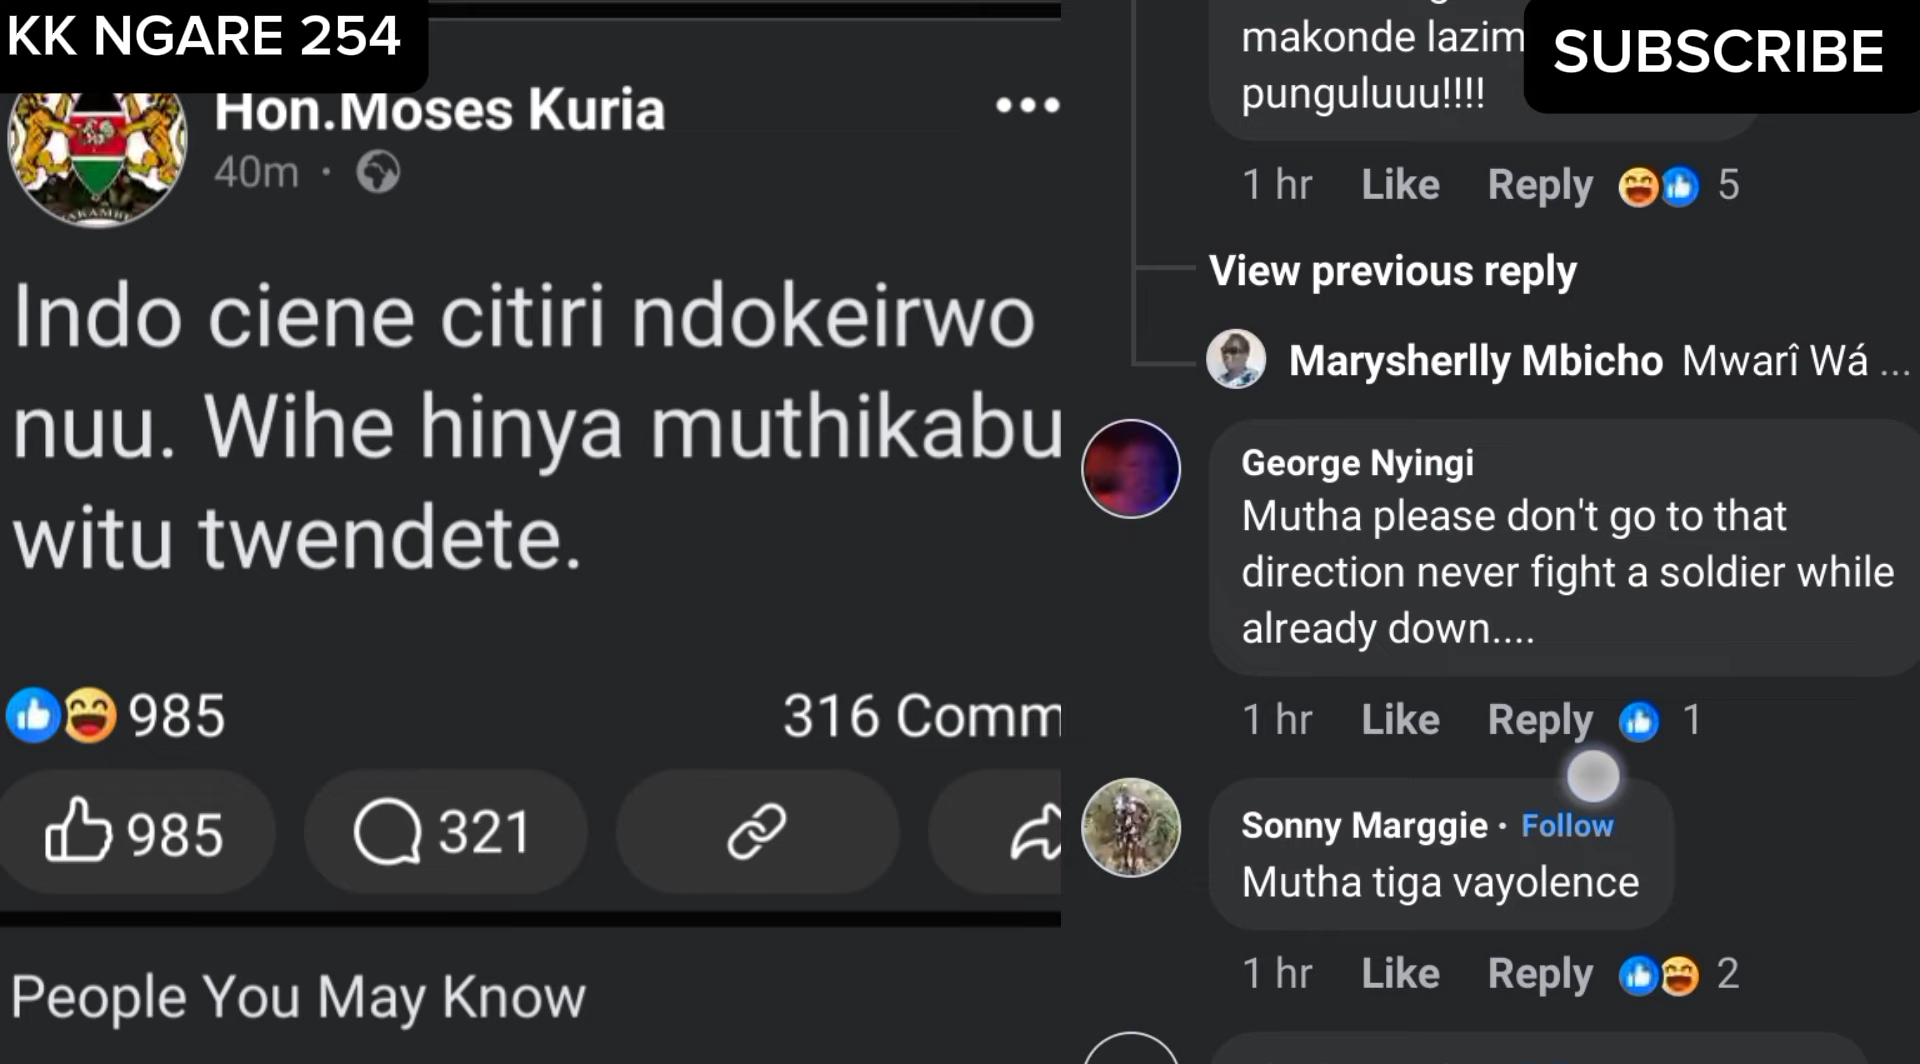 KK NGARE 254
Hon.Moses Kuria
40m
Indo ciene citiri ndokeirwo
nuu. Wihe hinya muthikabu
witu twendete.
985
316 Comm
985
321
People You May Know
SUBSCRIBE
makonde lazim
punguluuu!!!!
1 hr Like Reply 5
View previous reply
Marysherlly Mbicho Mwarî Wá ...
George Nyingi
Mutha please don't go to that
direction never fight a soldier while
already down....
1 hr Like Reply 1
Sonny Marggie · Follow
Mutha tiga vayolence
1 hr Like Reply 2